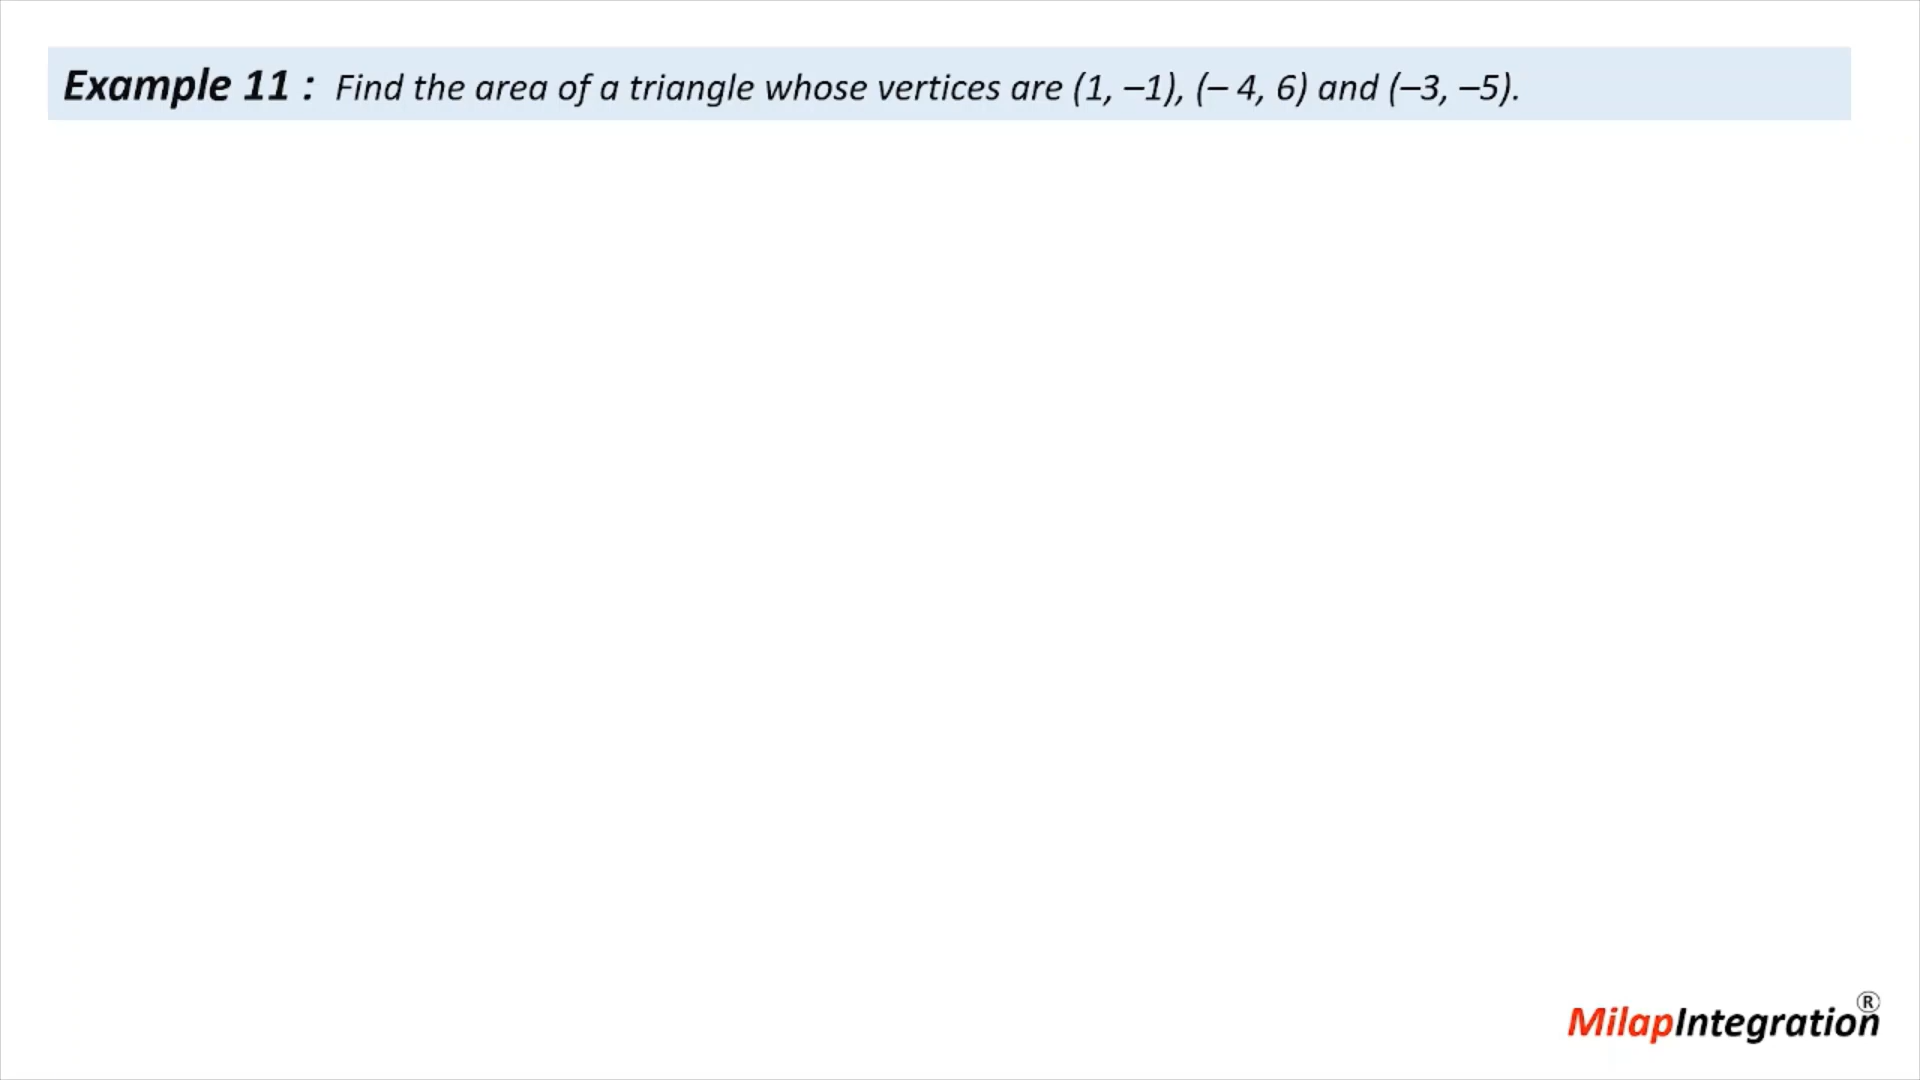 Example 11 : Find the area of a triangle whose vertices are (1, –1), (– 4, 6) and (–3, –5).
MilapIntegration®